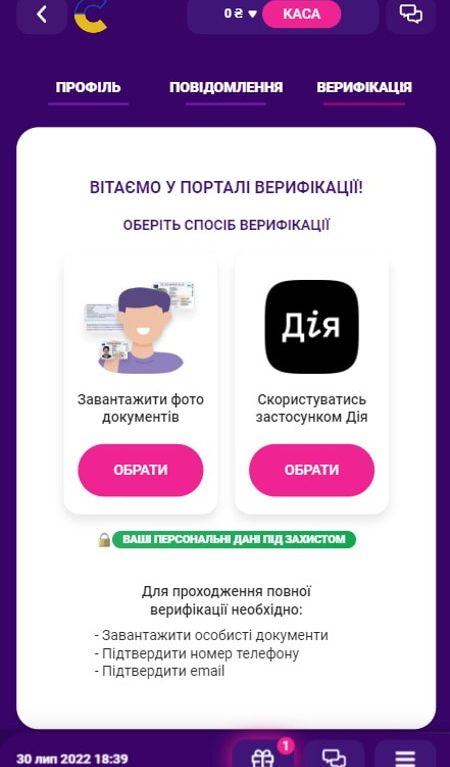 0 ₴ КАСА
ПРОФІЛЬ ПОВІДОМЛЕННЯ ВЕРИФІКАЦІЯ
ВІТАЄМО У ПОРТАЛІ ВЕРИФІКАЦІЇ!
ОБЕРІТЬ СПОСІБ ВЕРИФІКАЦІЇ
Дія
Завантажити фото
документів
Скористуватись
застосунком Дія
ОБРАТИ ОБРАТИ
ВАШІ ПЕРСОНАЛЬНІ ДАНІ ПІД ЗАХИСТОМ
Для проходження повної
верифікації необхідно:
- Завантажити особисті документи
- Підтвердити номер телефону
- Підтвердити email
1
30 лип 2022 18:39